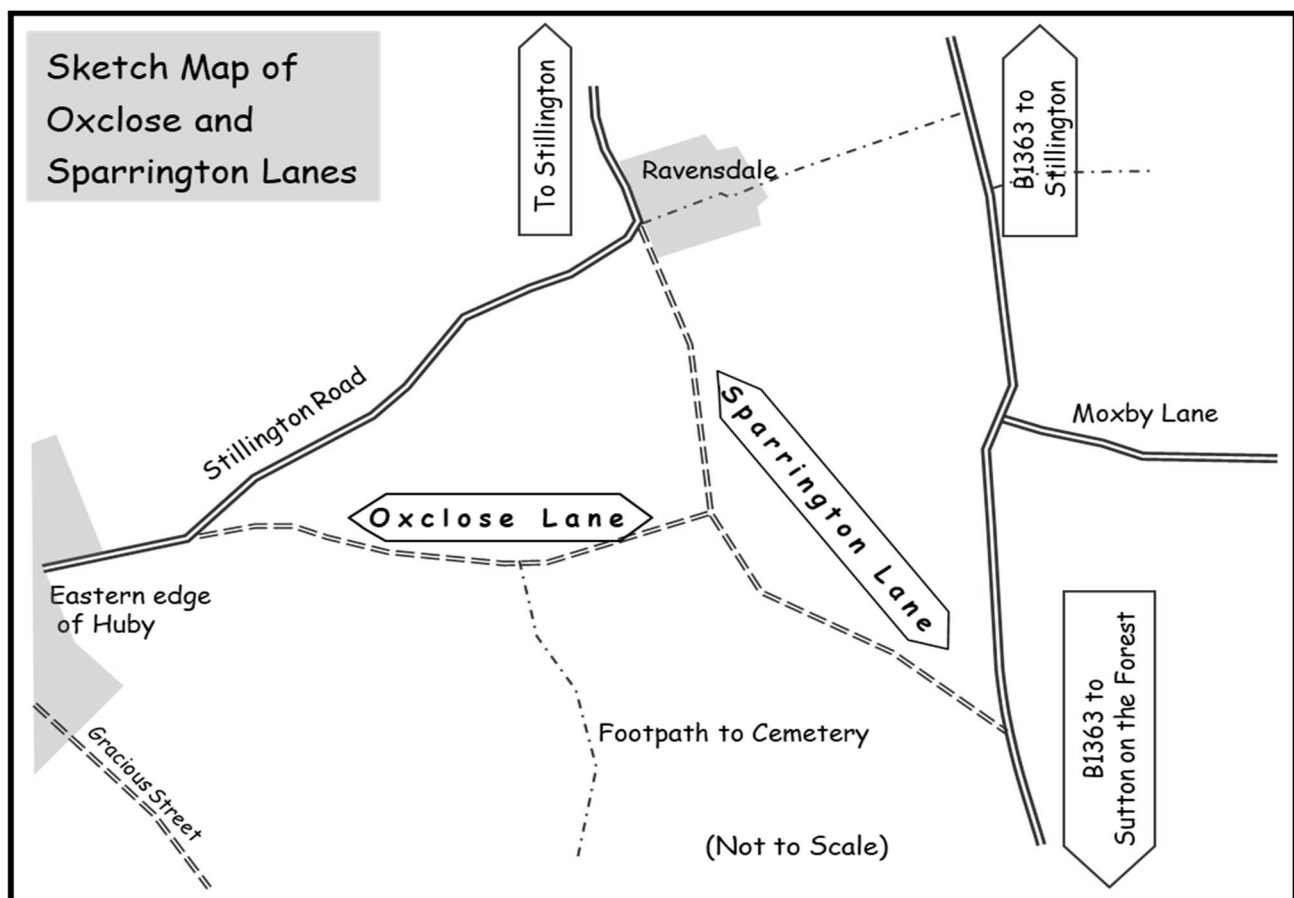 Sketch Map of
Oxclose and
Sparrington Lanes
To Stillington
B1363 to
Stillington
Ravensdale
Stillington Road
Moxby Lane
Sparrington Lane
Oxclose Lane
Eastern edge
of Huby
Gracious Street
Footpath to Cemetery
B1363 to
Sutton on the Forest
(Not to Scale)